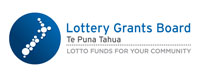 Lottery Grants Board
Te Puna Tahua
LOTTO FUNDS FOR YOUR COMMUNITY